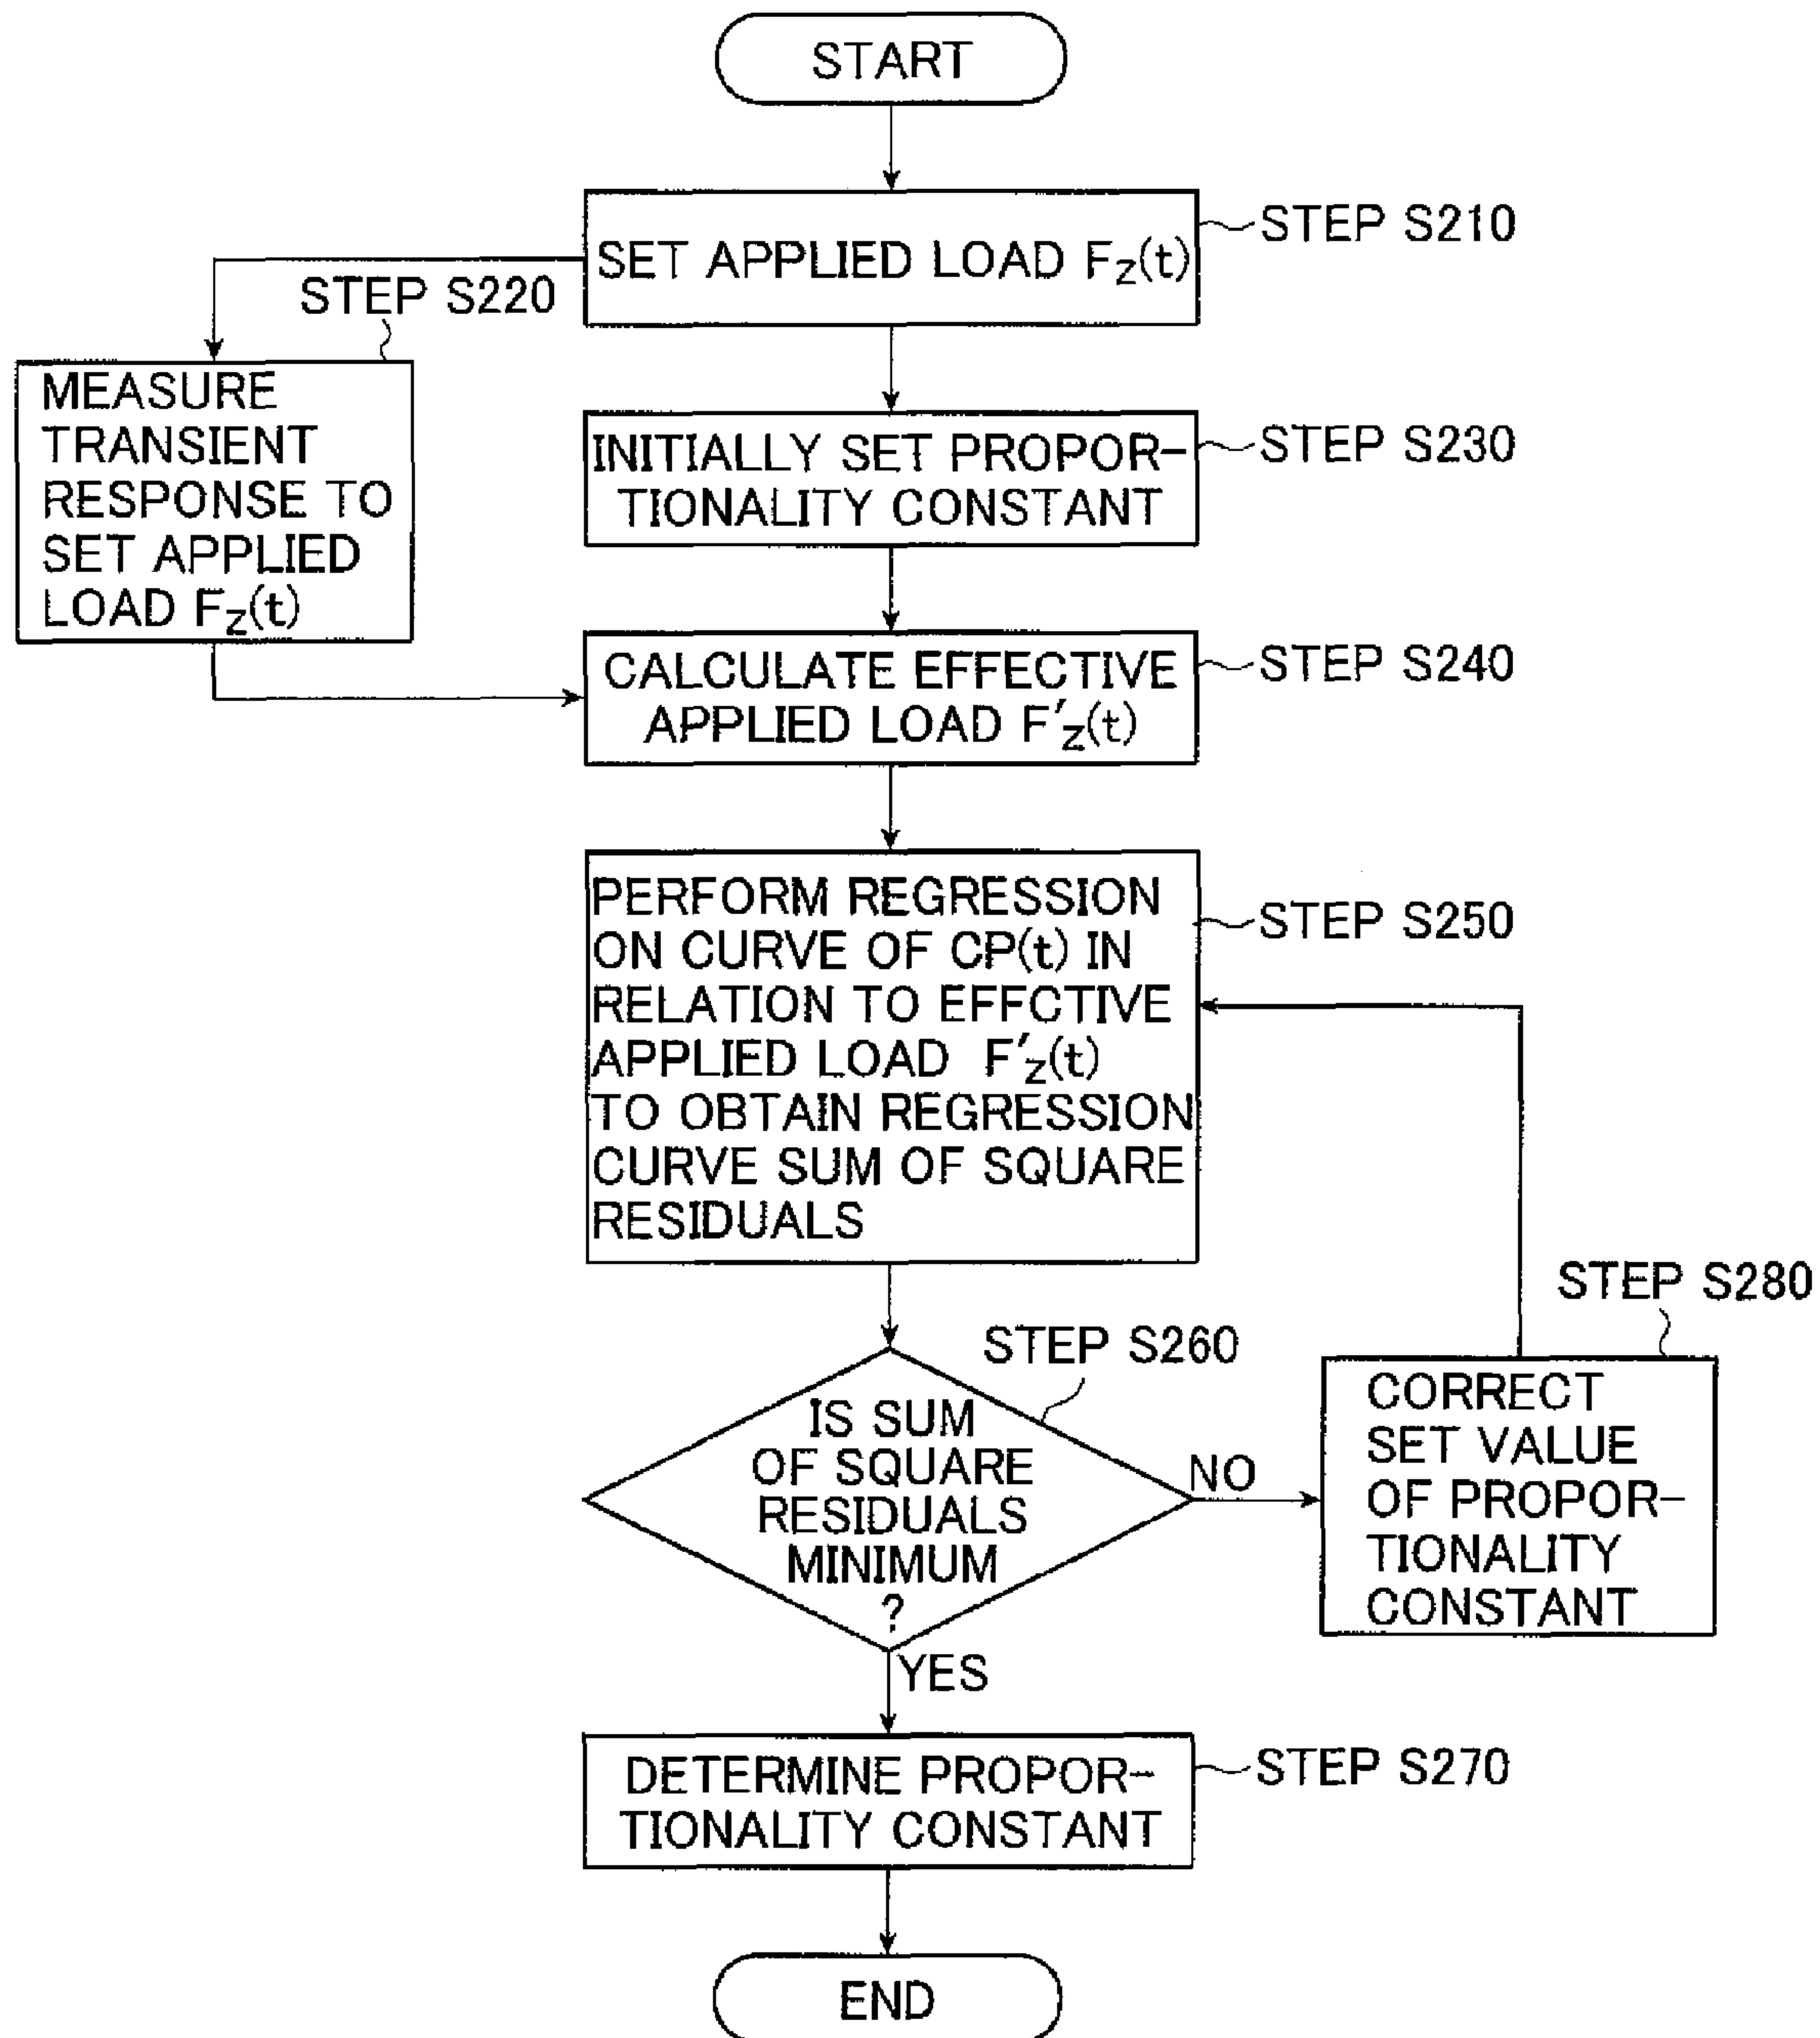 START
SET APPLIED LOAD Fz(t)
STEP S210
STEP S220
MEASURE
TRANSIENT
RESPONSE TO
SET APPLIED
LOAD Fz(t)
INITIALLY SET PROPOR-
TIONALITY CONSTANT
STEP S230
CALCULATE EFFECTIVE
APPLIED LOAD F'z(t)
STEP S240
PERFORM REGRESSION
ON CURVE OF CP(t) IN
RELATION TO EFFCTIVE
APPLIED LOAD F'z(t)
TO OBTAIN REGRESSION
CURVE SUM OF SQUARE
RESIDUALS
STEP S250
STEP S260
IS SUM
OF SQUARE
RESIDUALS
MINIMUM
?
NO
YES
STEP S280
CORRECT
SET VALUE
OF PROPOR-
TIONALITY
CONSTANT
DETERMINE PROPOR-
TIONALITY CONSTANT
STEP S270
END